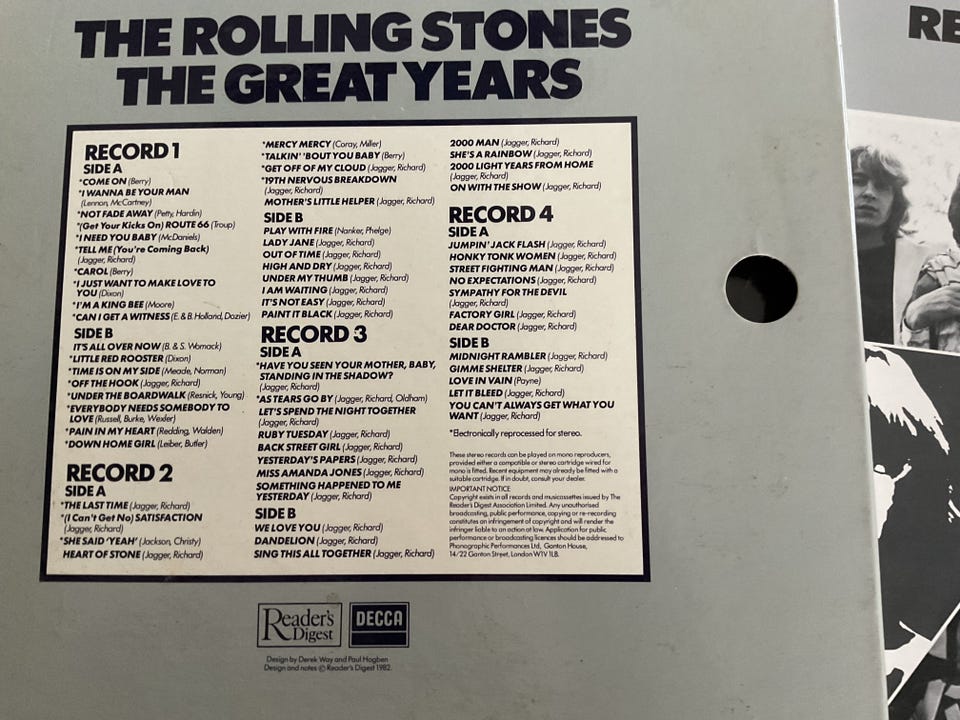 THE ROLLING STONES
THE GREAT YEARS
RECORD 1
SIDE A
*COME ON (Berry)
*I WANNA BE YOUR MAN
(Lennon, McCartney)
*NOT FADE AWAY (Petty, Hardin)
*(Get Your Kicks On) ROUTE 66 (Troup)
*I NEED YOU BABY (McDaniels)
*TELL ME (You're Coming Back)
(Jagger, Richard)
*CAROL (Berry)
*I JUST WANT TO MAKE LOVE TO
YOU (Dixon)
*I'M A KING BEE (Moore)
*CAN I GET A WITNESS (E. & B. Holland, Dozier)
SIDE B
IT'S ALL OVER NOW (B. & S. Womack)
*LITTLE RED ROOSTER (Dixon)
*TIME IS ON MY SIDE (Meade, Norman)
*OFF THE HOOK (Jagger, Richard)
*UNDER THE BOARDWALK (Resnick, Young)
*EVERYBODY NEEDS SOMEBODY TO
LOVE (Russell, Burke, Wexler)
*PAIN IN MY HEART (Redding, Walden)
*DOWN HOME GIRL (Leiber, Butler)
RECORD 2
SIDE A
*THE LAST TIME (Jagger, Richard)
*(I Can't Get No) SATISFACTION
(Jagger, Richard)
*SHE SAID 'YEAH' (Jackson, Christy)
HEART OF STONE (Jagger, Richard)
*MERCY MERCY (Coray, Miller)
*TALKIN' 'BOUT YOU BABY (Berry)
*GET OFF OF MY CLOUD (Jagger, Richard)
*19TH NERVOUS BREAKDOWN
(Jagger, Richard)
MOTHER'S LITTLE HELPER (Jagger, Richard)
SIDE B
PLAY WITH FIRE (Nanker, Phelge)
LADY JANE (Jagger, Richard)
OUT OF TIME (Jagger, Richard)
HIGH AND DRY (Jagger, Richard)
UNDER MY THUMB (Jagger, Richard)
I AM WAITING (Jagger, Richard)
IT'S NOT EASY (Jagger, Richard)
PAINT IT BLACK (Jagger, Richard)
RECORD 3
SIDE A
*HAVE YOU SEEN YOUR MOTHER, BABY,
STANDING IN THE SHADOW?
(Jagger, Richard)
*AS TEARS GO BY (Jagger, Richard, Oldham)
LET'S SPEND THE NIGHT TOGETHER
(Jagger, Richard)
RUBY TUESDAY (Jagger, Richard)
BACK STREET GIRL (Jagger, Richard)
YESTERDAY'S PAPERS (Jagger, Richard)
MISS AMANDA JONES (Jagger, Richard)
SOMETHING HAPPENED TO ME
YESTERDAY (Jagger, Richard)
SIDE B
WE LOVE YOU (Jagger, Richard)
DANDELION (Jagger, Richard)
SING THIS ALL TOGETHER (Jagger, Richard)
2000 MAN (Jagger, Richard)
SHE'S A RAINBOW (Jagger, Richard)
2000 LIGHT YEARS FROM HOME
(Jagger, Richard)
ON WITH THE SHOW (Jagger, Richard)
RECORD 4
SIDE A
JUMPIN' JACK FLASH (Jagger, Richard)
HONKY TONK WOMEN (Jagger, Richard)
STREET FIGHTING MAN (Jagger, Richard)
NO EXPECTATIONS (Jagger, Richard)
SYMPATHY FOR THE DEVIL
(Jagger, Richard)
FACTORY GIRL (Jagger, Richard)
DEAR DOCTOR (Jagger, Richard)
SIDE B
MIDNIGHT RAMBLER (Jagger, Richard)
GIMME SHELTER (Jagger, Richard)
LOVE IN VAIN (Payne)
LET IT BLEED (Jagger, Richard)
YOU CAN'T ALWAYS GET WHAT YOU
WANT (Jagger, Richard)
*Electronically reprocessed for stereo.
These stereo records can be played on mono reproducers,
provided either a compatible or stereo cartridge wired for
mono is fitted. Recent equipment may already be fitted with a
suitable cartridge. If in doubt, consult your dealer.
IMPORTANT NOTICE
Copyright exists in all records and musicassettes issued by The
Reader's Digest Association Limited. Any unauthorised
broadcasting, public performance, copying or re-recording
constitutes an infringement of copyright and will render the
infringer liable to an action at law. Application for public
performance or broadcasting licences should be addressed to
Phonographic Performances Ltd, Ganton House,
14/22 Ganton Street, London W1V 1LB.
Reader's
Digest
DECCA
Design by Derek Way and Paul Hogben
Design and notes © Reader's Digest 1982.
RE